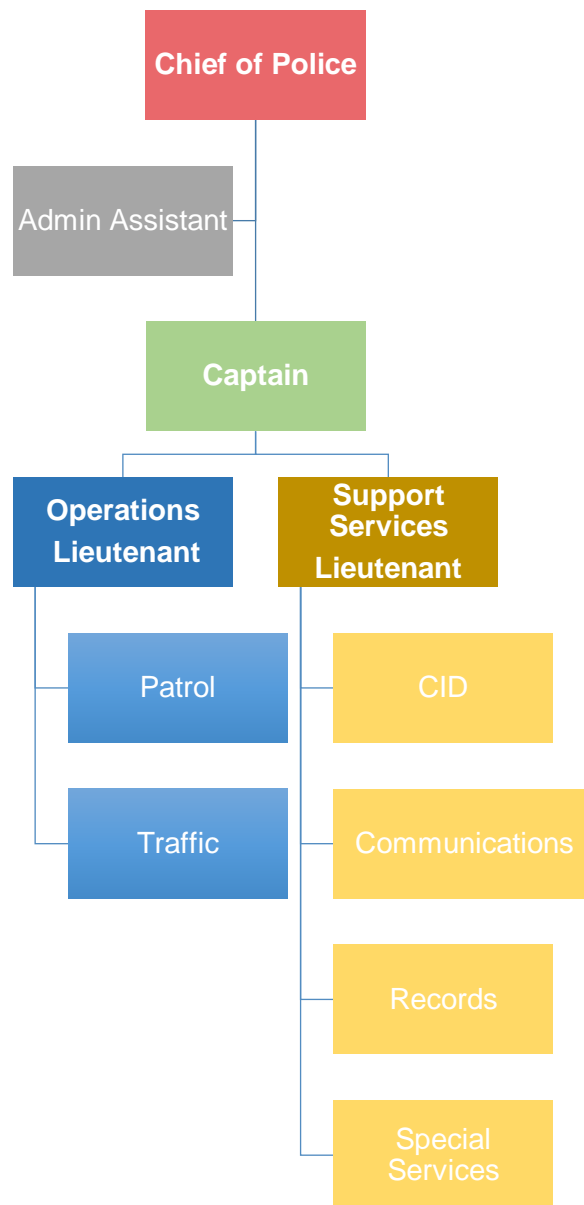 Chief of Police
Admin Assistant
Captain
Operations
Lieutenant
Support
Services
Lieutenant
Patrol
CID
Traffic
Communications
Records
Special
Services